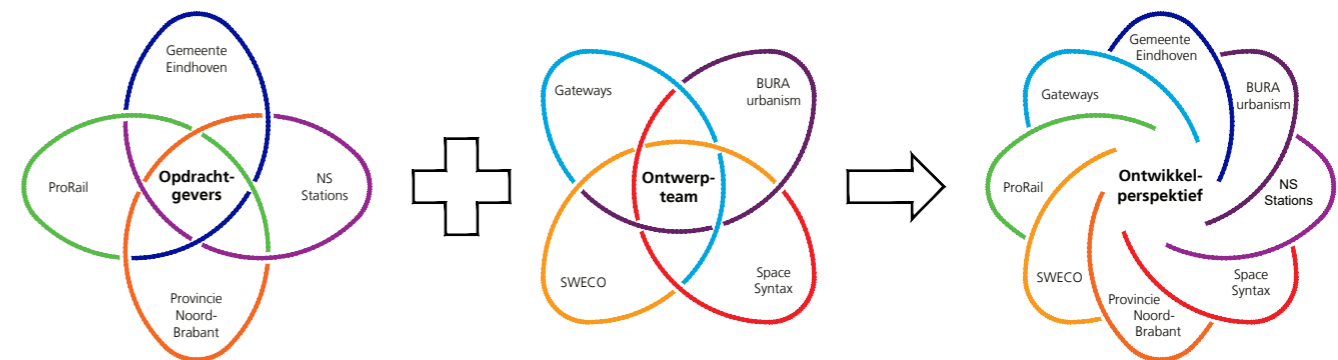 Gemeente
Eindhoven
ProRail
Opdracht-
gevers
NS
Stations
Provincie
Noord-
Brabant
Gateways
BURA
urbanism
Ontwerp-
team
SWECO
Space
Syntax
Gemeente
Eindhoven
Gateways
BURA
urbanism
ProRail
Ontwikkel-
perspektief
NS
Stations
SWECO
Provincie
Noord-
Brabant
Space
Syntax